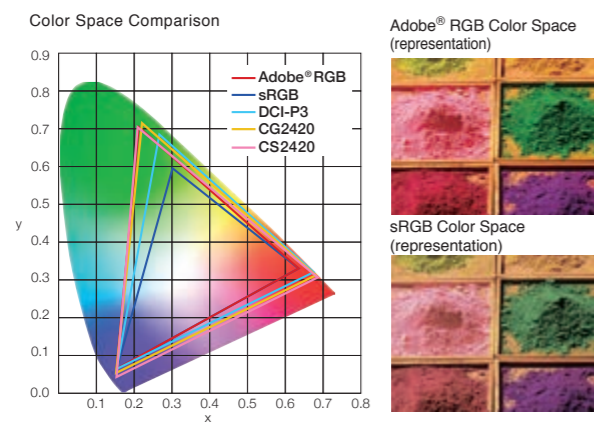 Color Space Comparison
0.9
0.8
0.7
0.6
0.5
0.4
0.3
0.2
0.1
0.0
y
0.1 0.2 0.3 0.4 0.5 0.6 0.7 0.8
x
Adobe® RGB
sRGB
DCI-P3
CG2420
CS2420
Adobe® RGB Color Space
(representation)
sRGB Color Space
(representation)